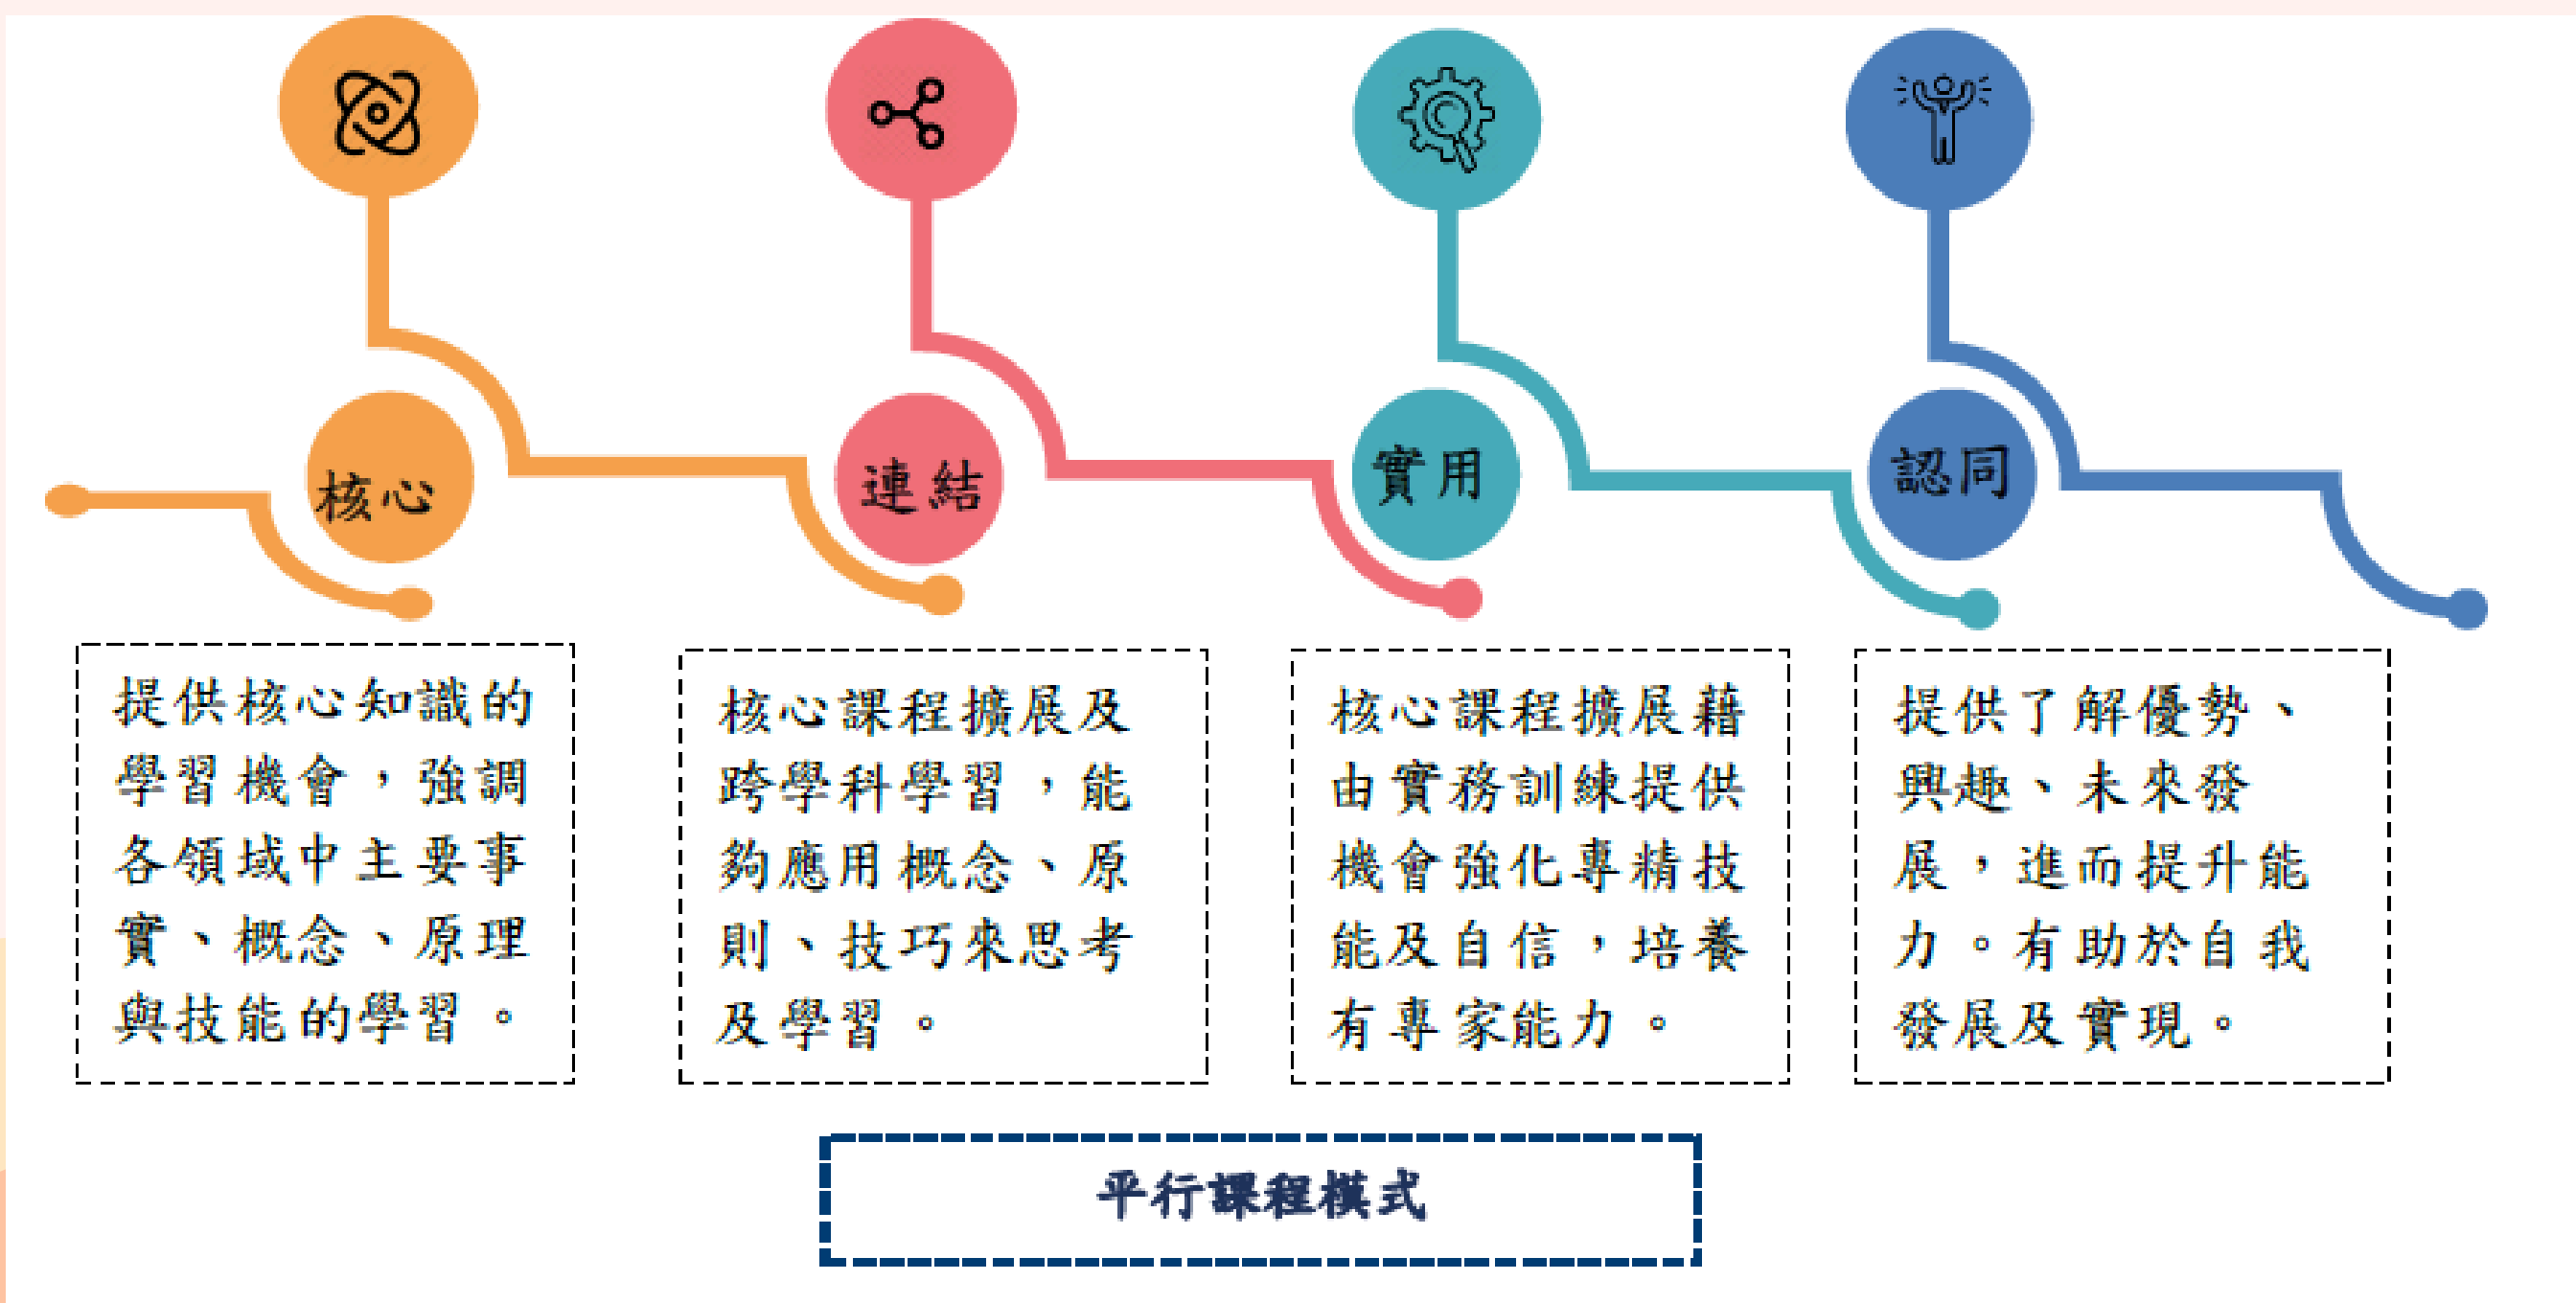 核心
連結
實用
認同
提供核心知識的
學習機會，強調
各領域中主要事
實、概念、原理
與技能的學習。
核心課程擴展及
跨學科學習，能
夠應用概念、原
則、技巧來思考
及學習。
核心課程擴展藉
由實務訓練提供
機會強化專精技
能及自信，培養
有專家能力。
提供了解優勢、
興趣、未來發
展，進而提升能
力。有助於自我
發展及實現。
平行課程模式